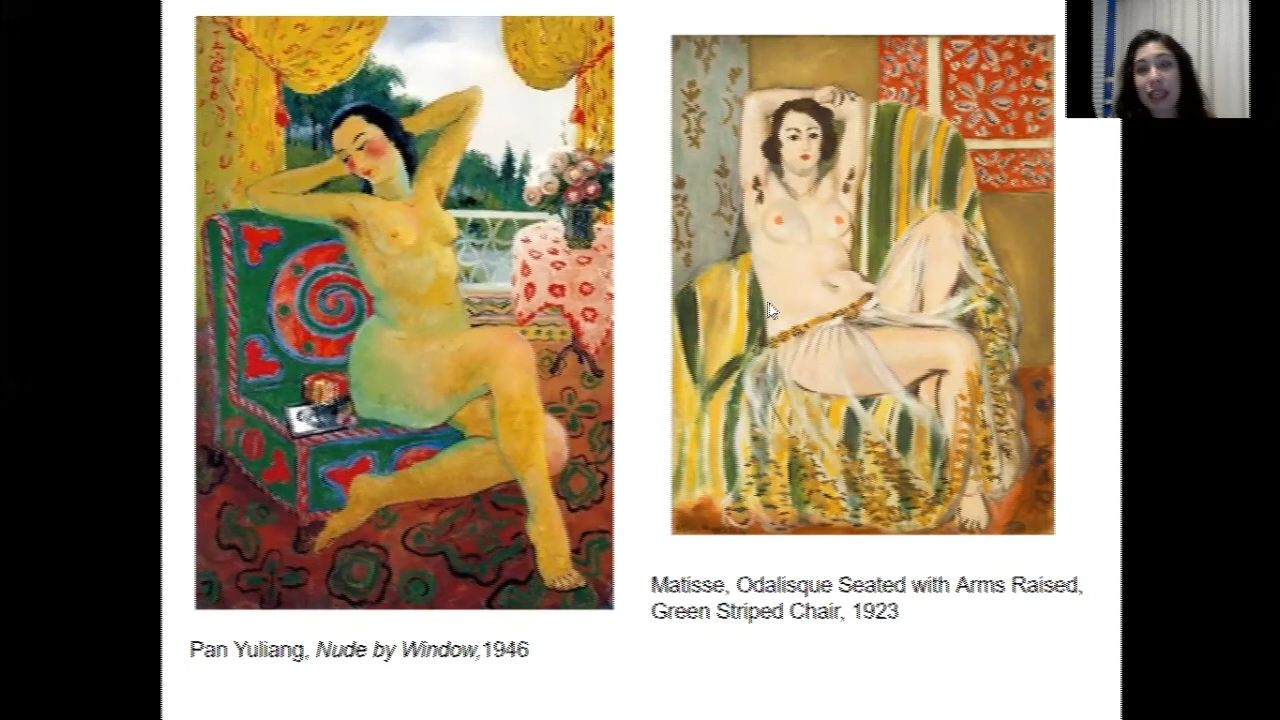 Matisse, Odalisque Seated with Arms Raised,
Green Striped Chair, 1923
Pan Yuliang, Nude by Window,1946